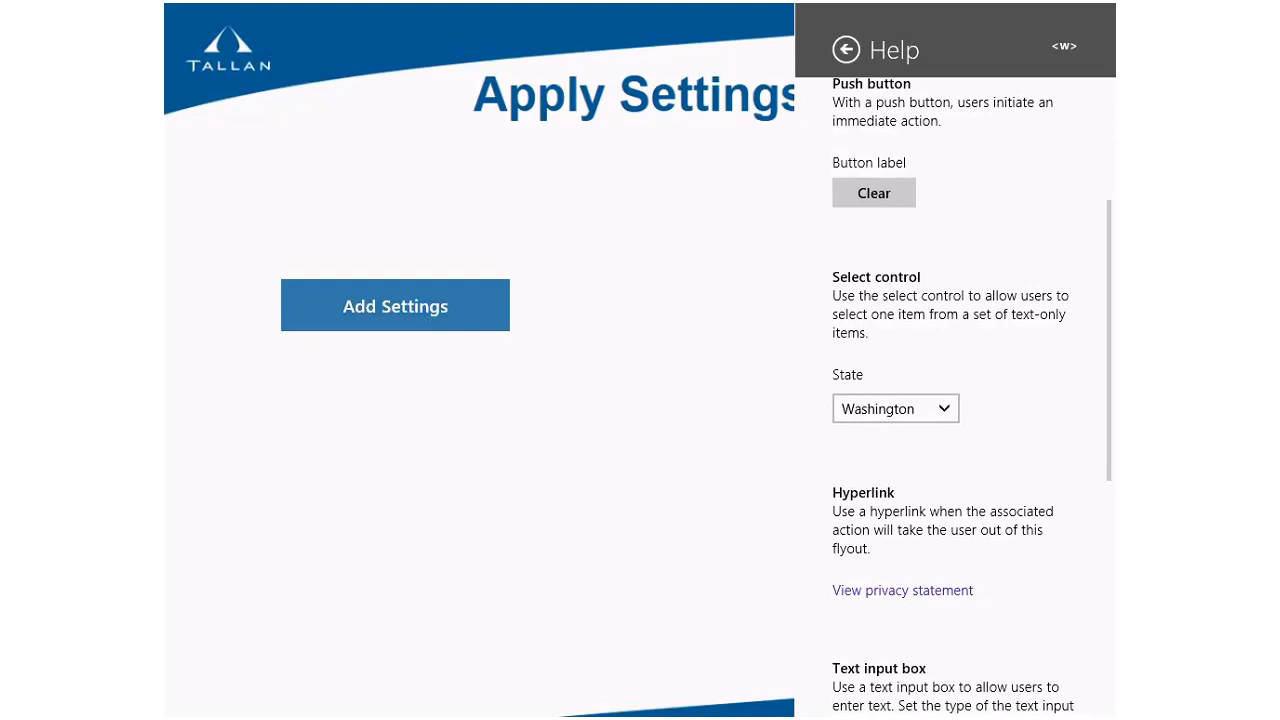 TALLAN
Apply Settings
Add Settings
Help
<W>
Push button
With a push button, users initiate an
immediate action.
Button label
Clear
Select control
Use the select control to allow users to
select one item from a set of text-only
items.
State
Washington
Hyperlink
Use a hyperlink when the associated
action will take the user out of this
flyout.
View privacy statement
Text input box
Use a text input box to allow users to
enter text. Set the type of the text input